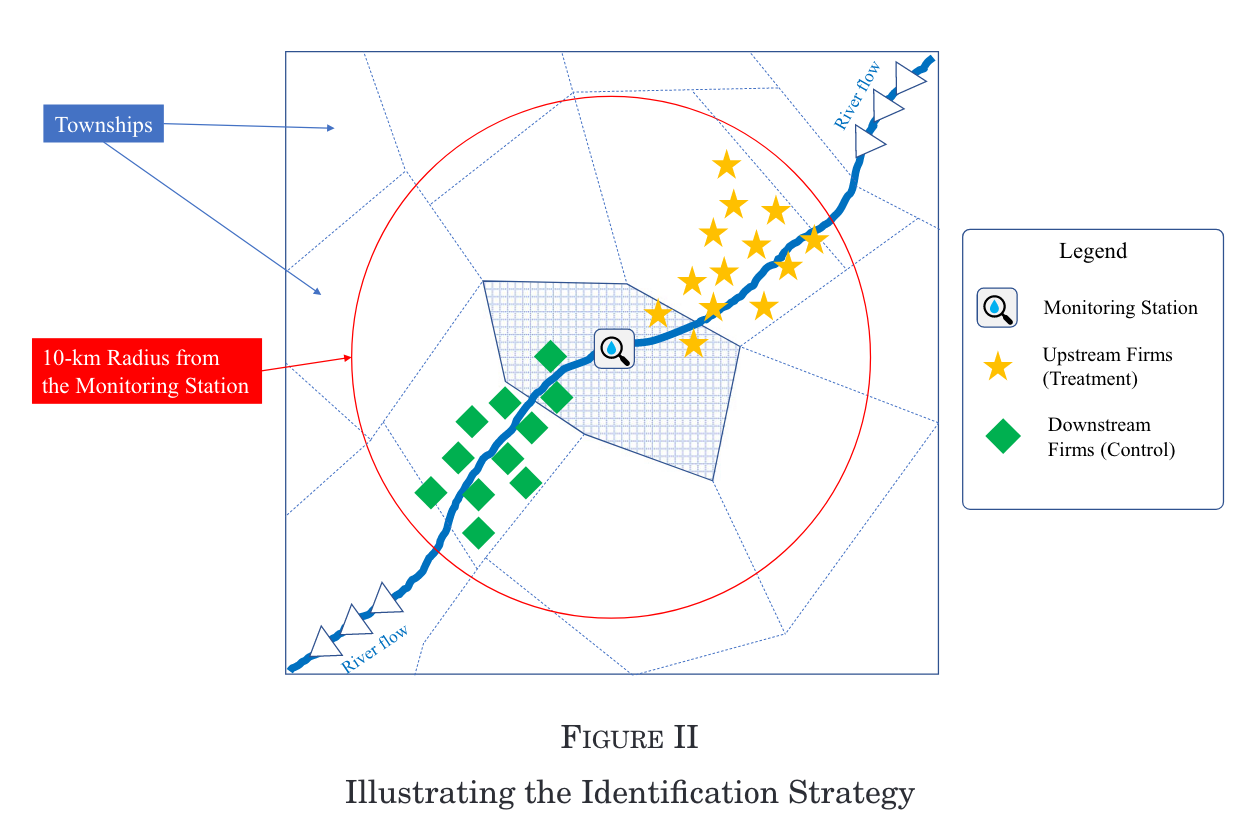 River flow
Townships
10-km Radius from
the Monitoring Station
Legend
Monitoring Station
Upstream Firms
(Treatment)
Downstream
Firms (Control)
River flow
FIGURE II
Illustrating the Identification Strategy